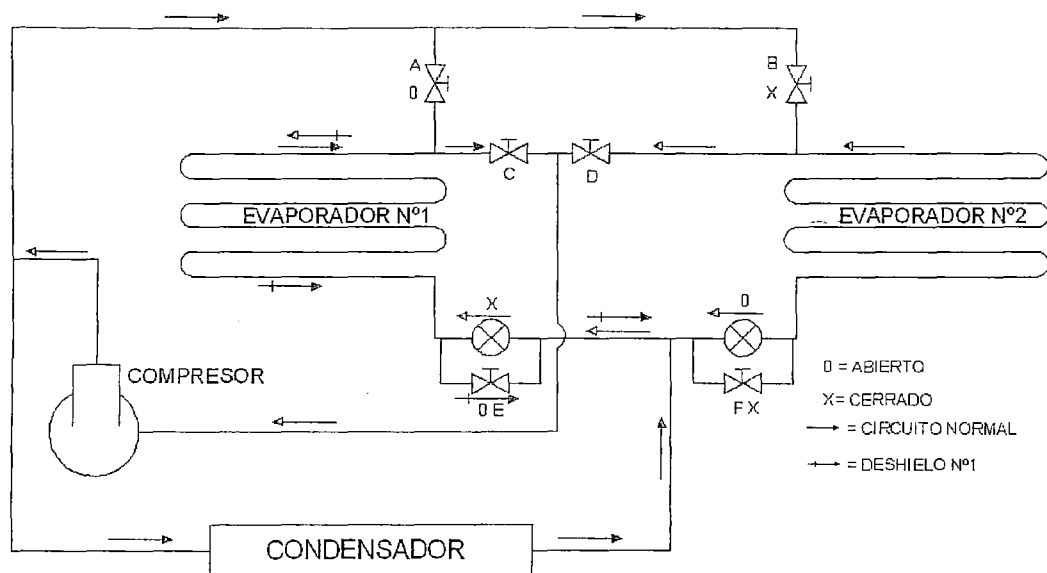 A
0
B
X
C
D
EVAPORADOR Nº1
EVAPORADOR Nº2
X
0
0 E
F X
COMPRESOR
0 = ABIERTO
X = CERRADO
= CIRCUITO NORMAL
= DESHIELO Nº1
CONDENSADOR